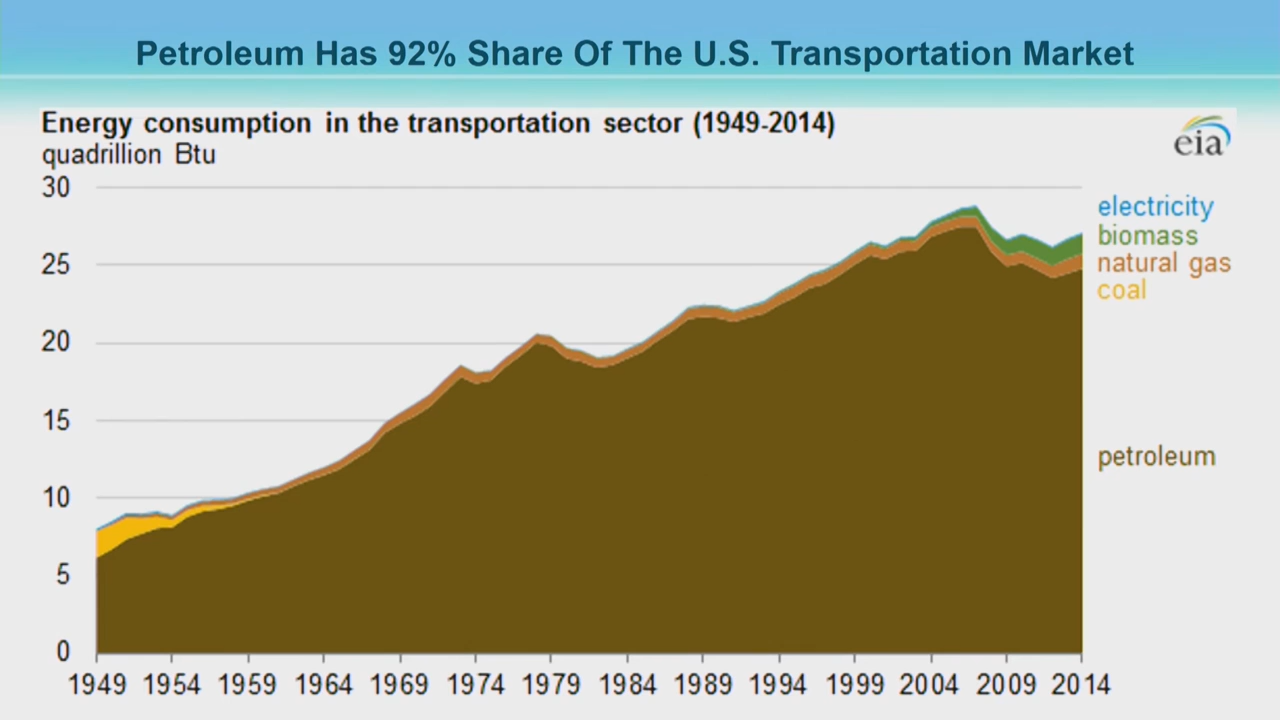 Petroleum Has 92% Share Of The U.S. Transportation Market
Energy consumption in the transportation sector (1949-2014)
quadrillion Btu
eia
30
25
20
15
10
5
0
electricity
biomass
natural gas
coal
petroleum
1949 1954 1959 1964 1969 1974 1979 1984 1989 1994 1999 2004 2009 2014